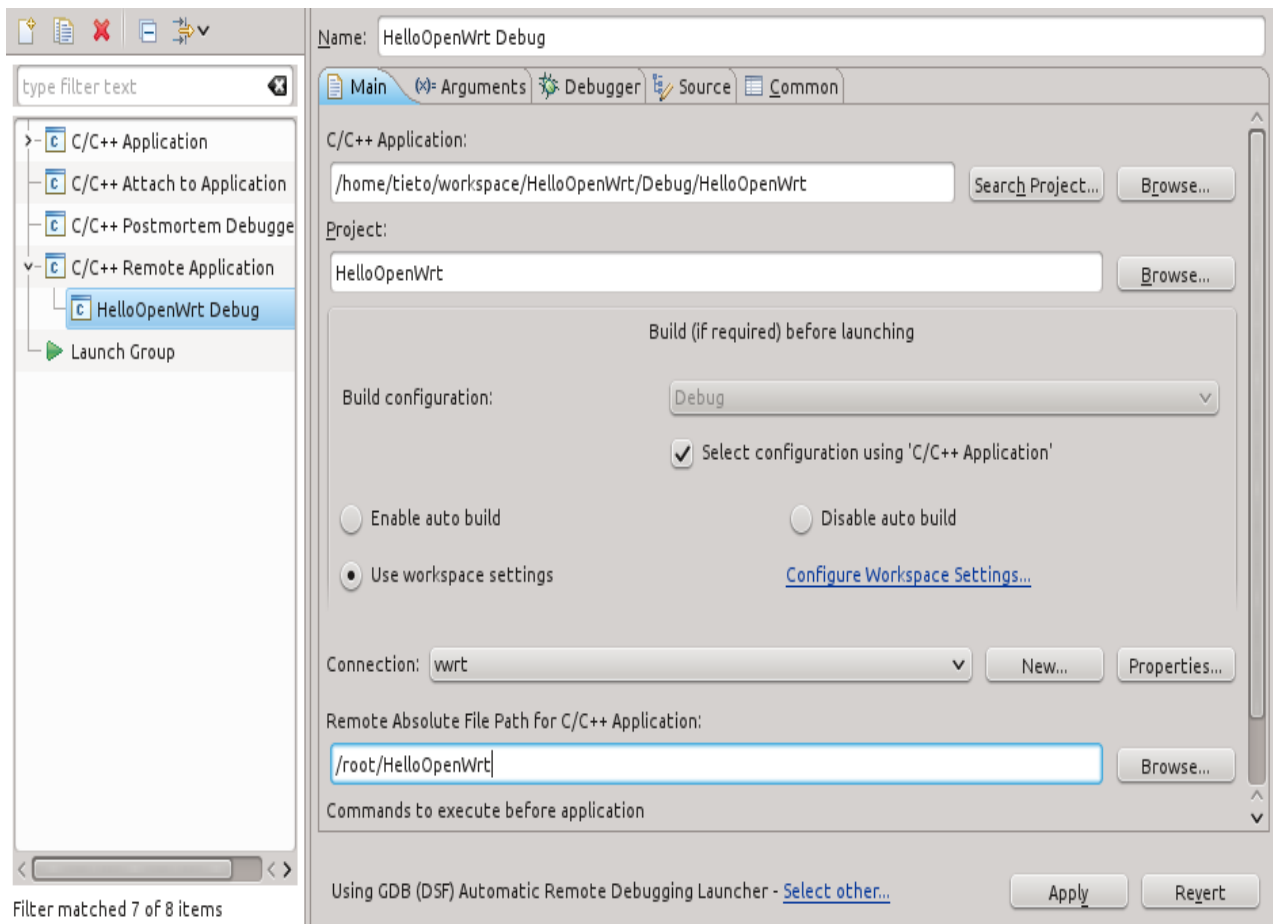 type filter text
C/C++ Application
C/C++ Attach to Application
C/C++ Postmortem Debugge
C/C++ Remote Application
HelloOpenWrt Debug
Launch Group
Filter matched 7 of 8 items
Name: HelloOpenWrt Debug
Main (x)= Arguments Debugger Source Common
C/C++ Application:
/home/tieto/workspace/HelloOpenWrt/Debug/HelloOpenWrt Search Project... Browse...
Project:
HelloOpenWrt Browse...
Build (if required) before launching
Build configuration: Debug
Select configuration using 'C/C++ Application'
Enable auto build Disable auto build
Use workspace settings Configure Workspace Settings...
Connection: vwrt New... Properties...
Remote Absolute File Path for C/C++ Application:
/root/HelloOpenWrt Browse...
Commands to execute before application
Using GDB (DSF) Automatic Remote Debugging Launcher - Select other... Apply Revert